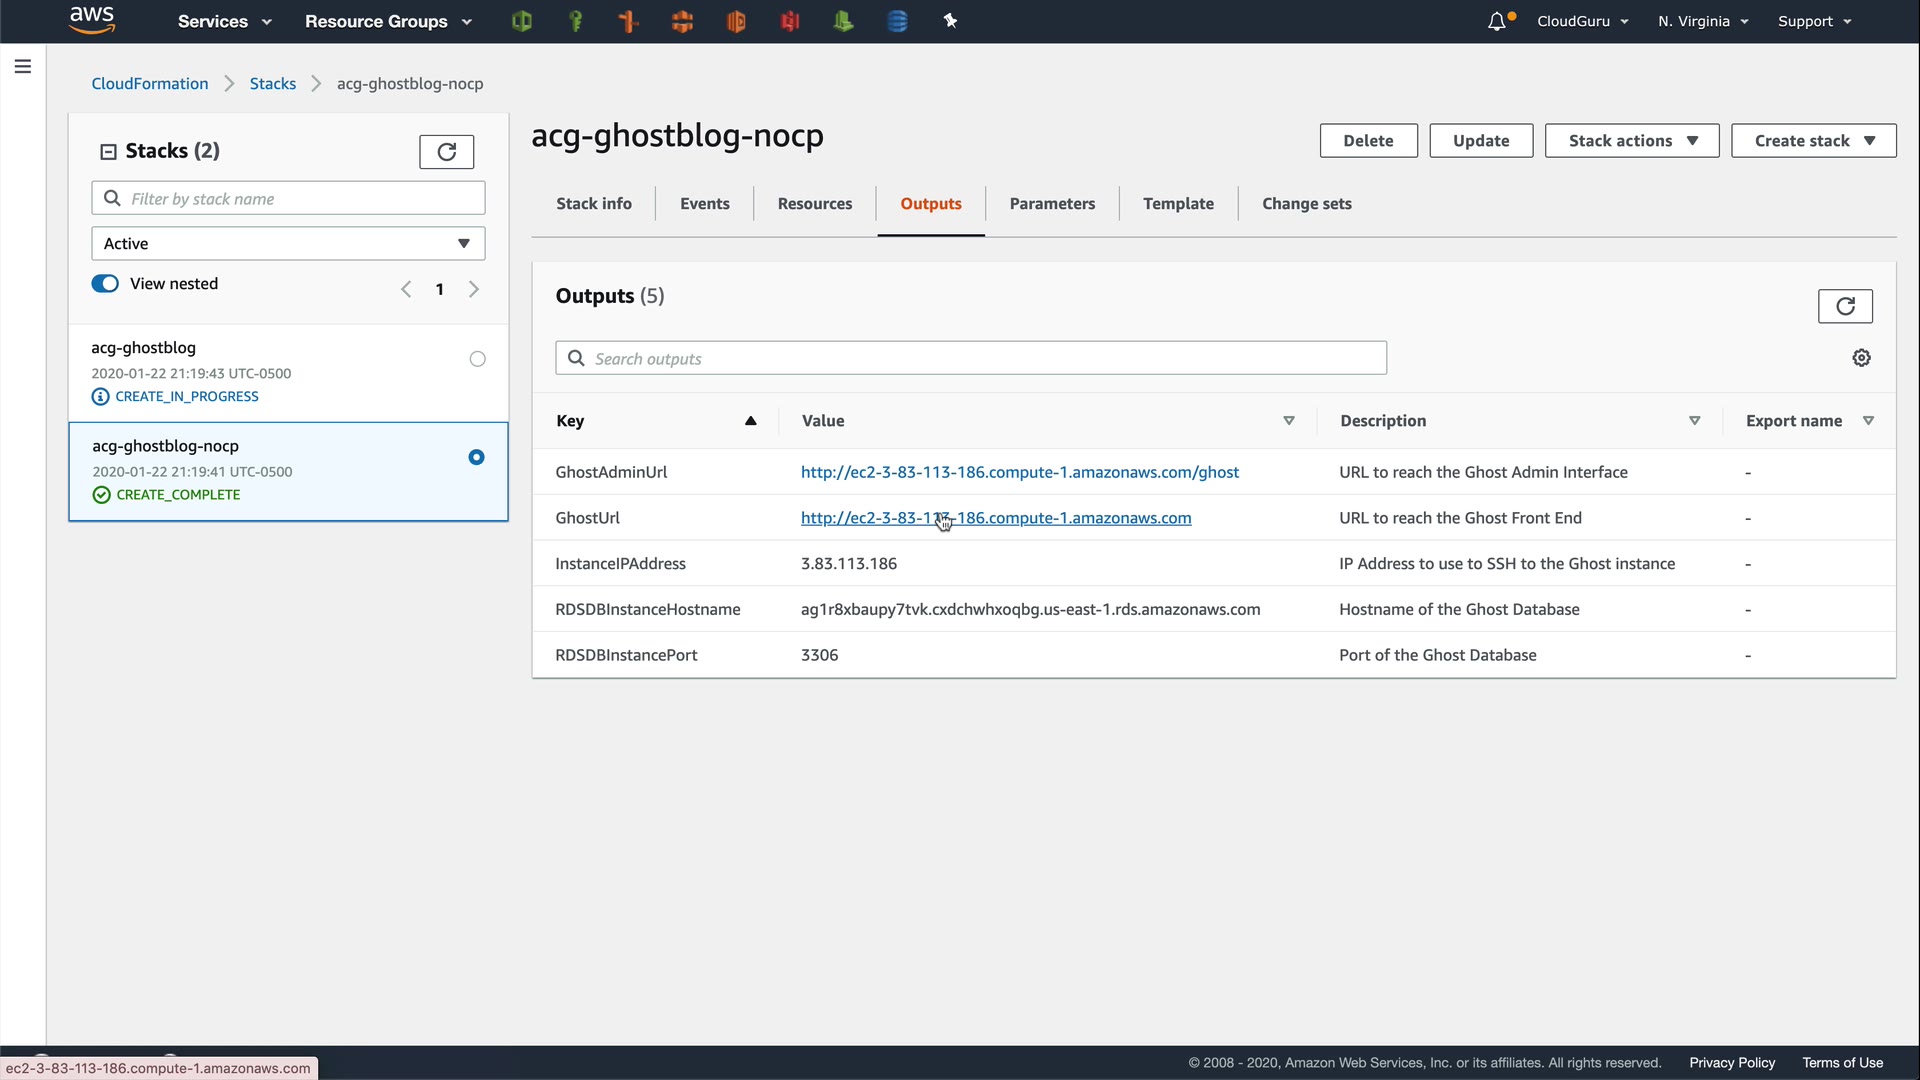 aws
Services
Resource Groups
CloudGuru
N. Virginia
Support
CloudFormation
Stacks
acg-ghostblog-nocp
Stacks (2)
Filter by stack name
Active
View nested
1
acg-ghostblog
2020-01-22 21:19:43 UTC-0500
CREATE_IN_PROGRESS
acg-ghostblog-nocp
2020-01-22 21:19:41 UTC-0500
CREATE_COMPLETE
acg-ghostblog-nocp
Delete
Update
Stack actions
Create stack
Stack info
Events
Resources
Outputs
Parameters
Template
Change sets
Outputs (5)
Search outputs
Key Value Description Export name
GhostAdminUrl http://ec2-3-83-113-186.compute-1.amazonaws.com/ghost URL to reach the Ghost Admin Interface -
GhostUrl http://ec2-3-83-113-186.compute-1.amazonaws.com URL to reach the Ghost Front End -
InstanceIPAddress 3.83.113.186 IP Address to use to SSH to the Ghost instance -
RDSDBInstanceHostname ag1r8xbaupy7tvk.cxdchwhxoqbg.us-east-1.rds.amazonaws.com Hostname of the Ghost Database -
RDSDBInstancePort 3306 Port of the Ghost Database -
© 2008 - 2020, Amazon Web Services, Inc. or its affiliates. All rights reserved. Privacy Policy Terms of Use
ec2-3-83-113-186.compute-1.amazonaws.com